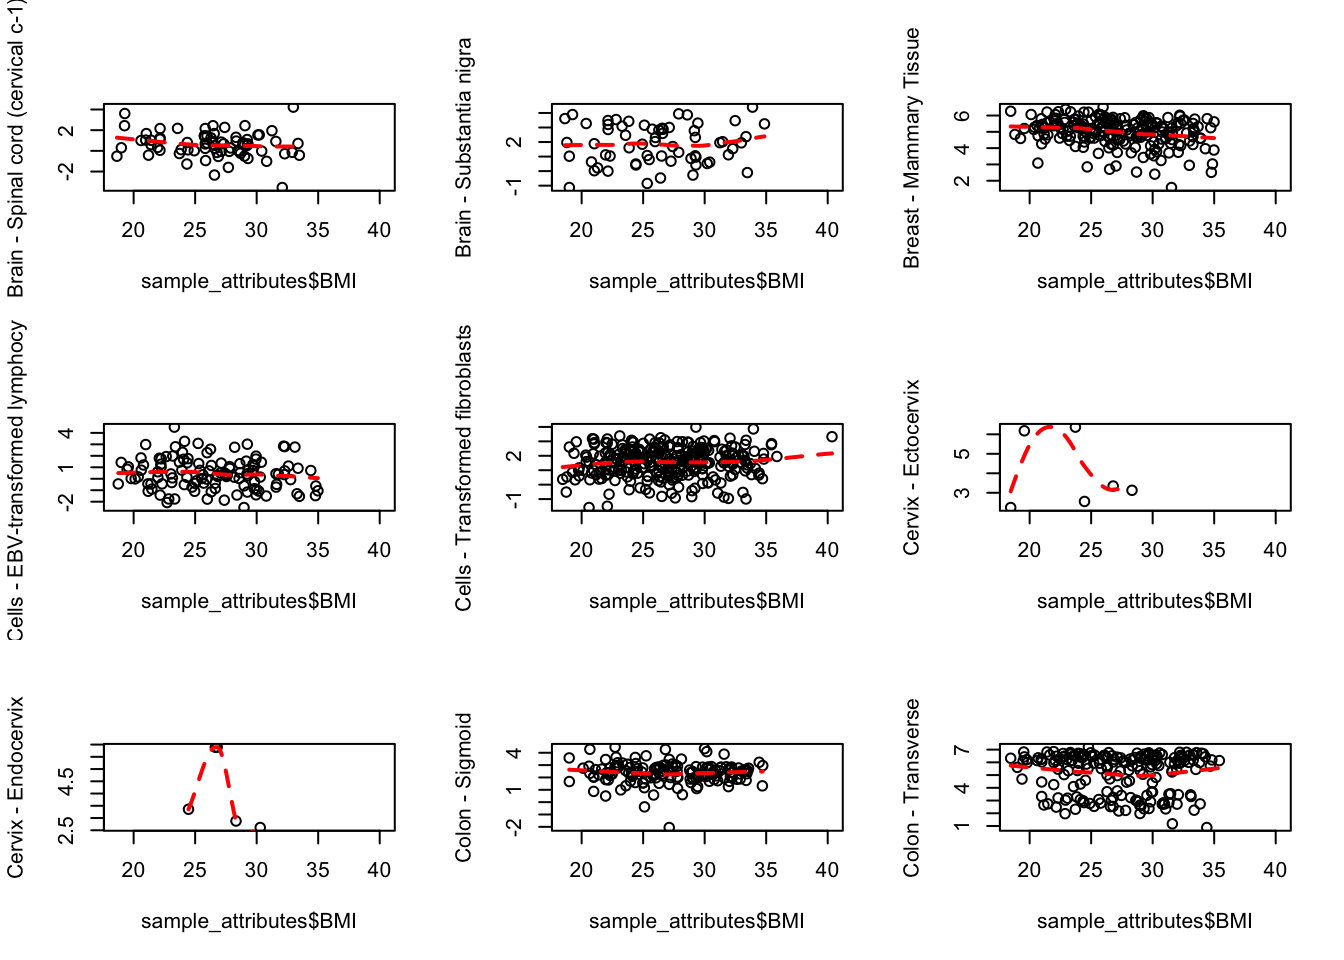 Brain - Spinal cord (cervical c-1)
2
-2
20 25 30 35 40
sample_attributes$BMI
Brain - Substantia nigra
2
-1
20 25 30 35 40
sample_attributes$BMI
Breast - Mammary Tissue
6
4
2
20 25 30 35 40
sample_attributes$BMI
Cells - EBV-transformed lymphocy
4
1
-2
20 25 30 35 40
sample_attributes$BMI
Cells - Transformed fibroblasts
2
-1
20 25 30 35 40
sample_attributes$BMI
Cervix - Ectocervix
5
3
20 25 30 35 40
sample_attributes$BMI
Cervix - Endocervix
4.5
2.5
20 25 30 35 40
sample_attributes$BMI
Colon - Sigmoid
4
1
-2
20 25 30 35 40
sample_attributes$BMI
Colon - Transverse
7
4
1
20 25 30 35 40
sample_attributes$BMI